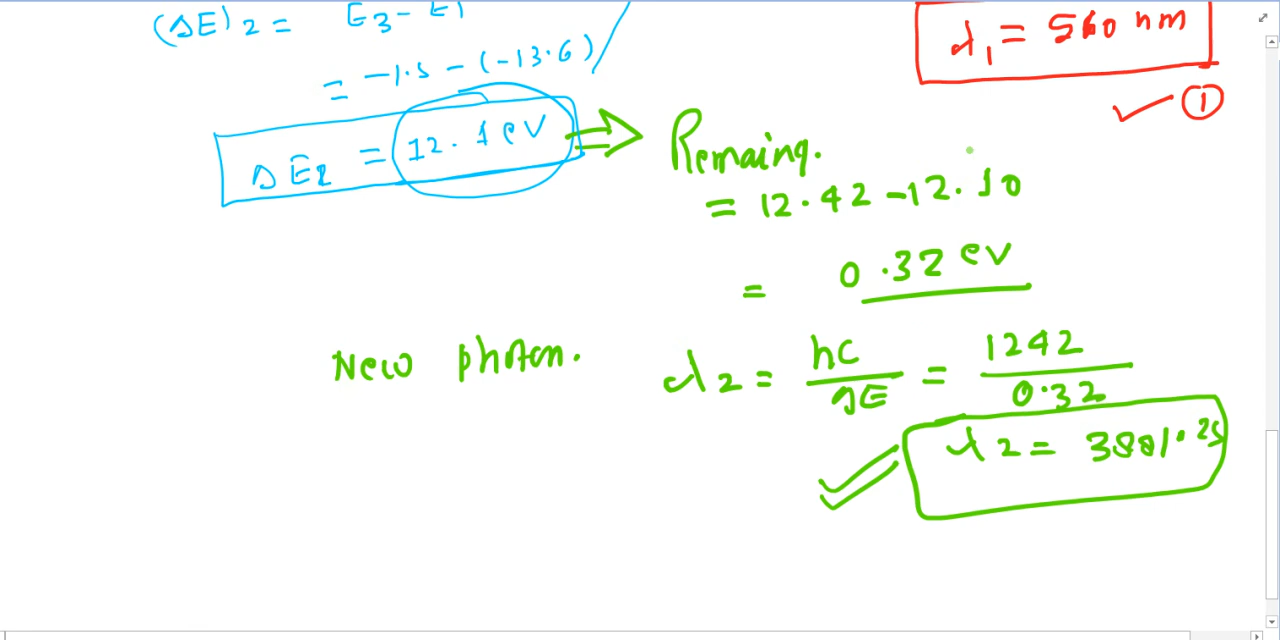 (ΔE)2 = E3 - E1
= -1.5 - (-13.6)
ΔE2 = 12.1 eV
λ1 = 560 nm
1
Remaing.
= 12.42 - 12.10
= 0.32 eV
New photon. λ2 = hc/ΔE = 1242/0.32
λ2 = 3881.25